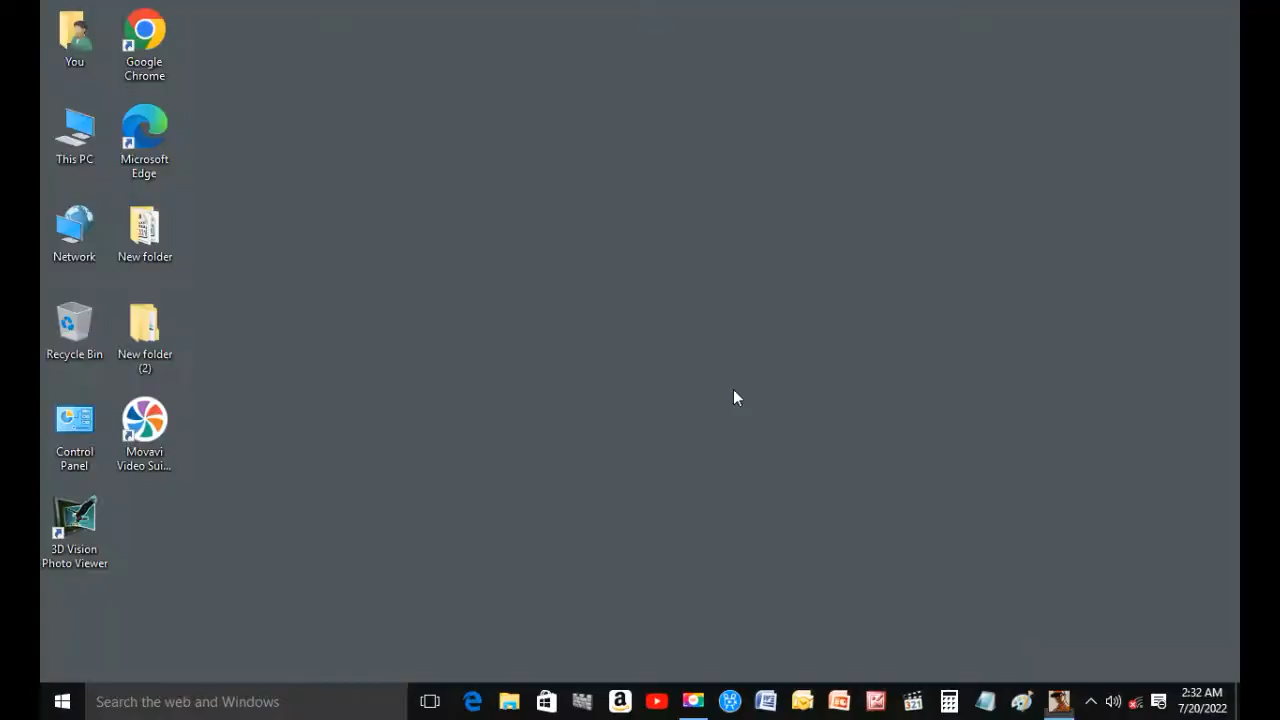 You
Google
Chrome
This PC
Microsoft
Edge
Network
New folder
Recycle Bin
New folder
(2)
Control
Panel
Movavi
Video Sui...
3D Vision
Photo Viewer
Search the web and Windows
321
2:32 AM
7/20/2022